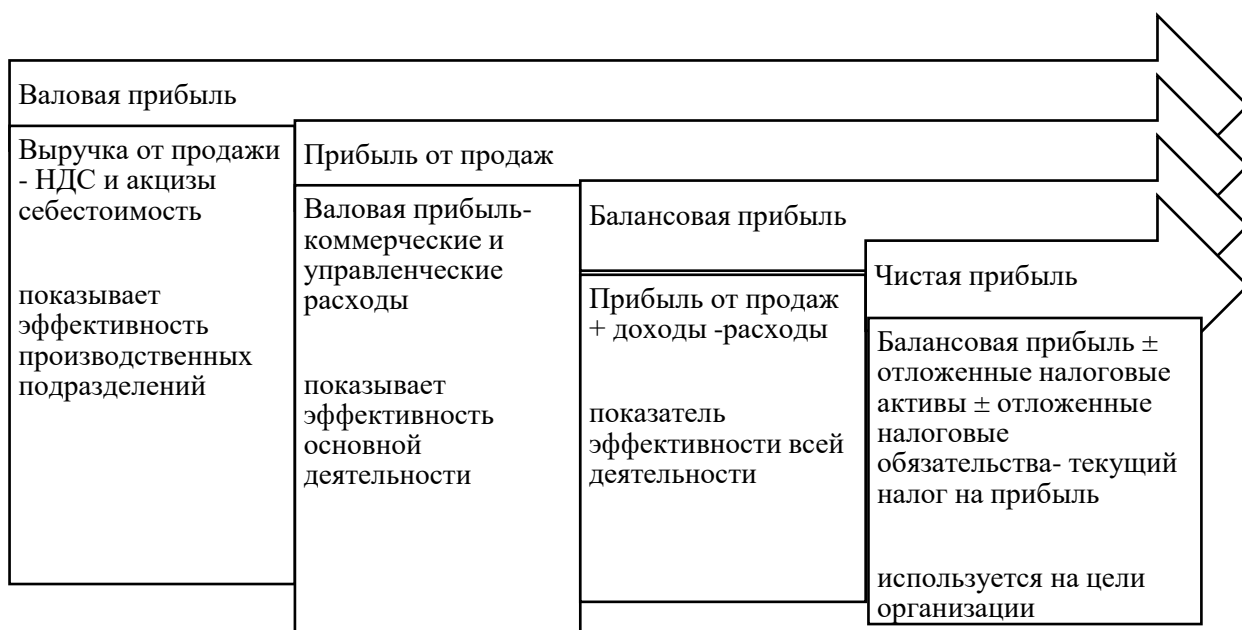 Валовая прибыль
Выручка от продажи
- НДС и акцизы
себестоимость
показывает
эффективность
производственных
подразделений
Прибыль от продаж
Валовая прибыль-
коммерческие и
управленческие
расходы
показывает
эффективность
основной
деятельности
Балансовая прибыль
Прибыль от продаж
+ доходы -расходы
показатель
эффективности всей
деятельности
Чистая прибыль
Балансовая прибыль ±
отложенные налоговые
активы ± отложенные
налоговые
обязательства- текущий
налог на прибыль
используется на цели
организации